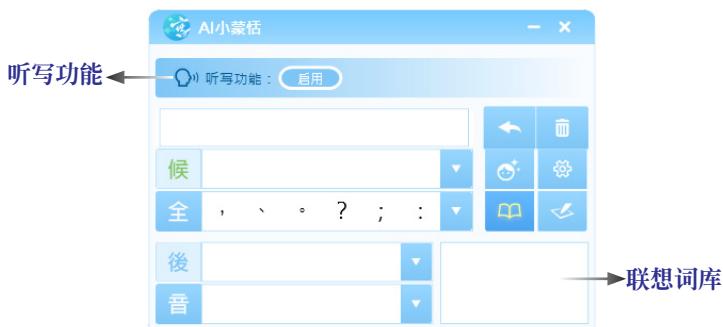 AI小蒙恬
听写功能
听写功能： 启用
候
全 ， 、 。 ? ; :
後
联想词库
音